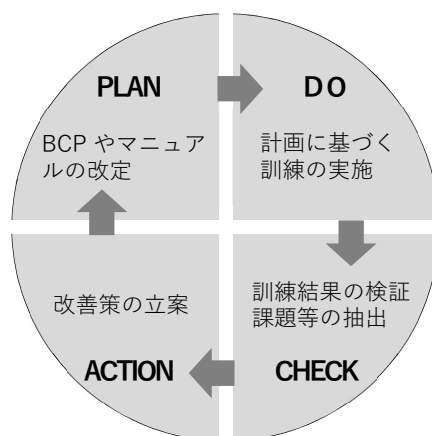 PLAN
BCP やマニュア
ルの改定
DO
計画に基づく
訓練の実施
改善策の立案
ACTION
訓練結果の検証
課題等の抽出
CHECK